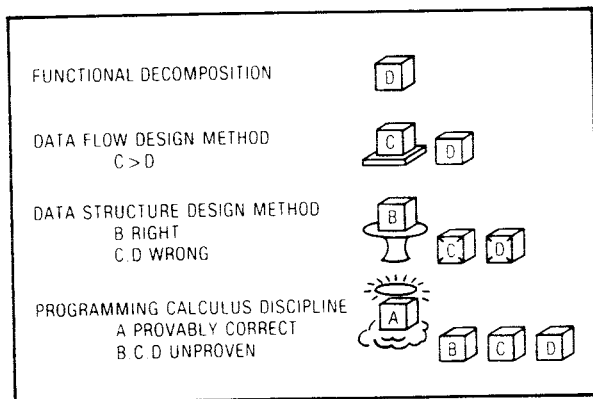 FUNCTIONAL DECOMPOSITION
D
DATA FLOW DESIGN METHOD
C > D
C
D
DATA STRUCTURE DESIGN METHOD
B RIGHT
C.D WRONG
B
C
D
PROGRAMMING CALCULUS DISCIPLINE
A PROVABLY CORRECT
B.C.D UNPROVEN
A
B
C
D